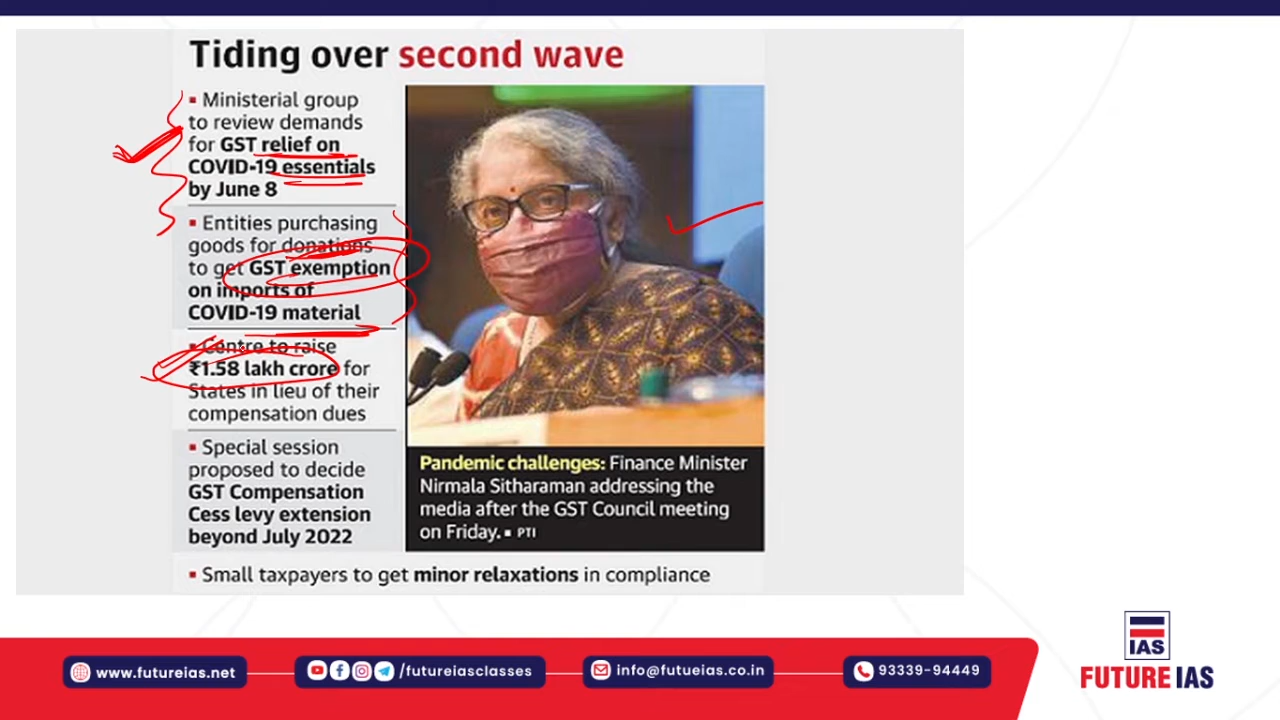 Tiding over second wave
▪ Ministerial group
to review demands
for GST relief on
COVID-19 essentials
by June 8
▪ Entities purchasing
goods for donations
to get GST exemption
on imports of
COVID-19 material
▪ Centre to raise
₹1.58 lakh crore for
States in lieu of their
compensation dues
▪ Special session
proposed to decide
GST Compensation
Cess levy extension
beyond July 2022
Pandemic challenges: Finance Minister
Nirmala Sitharaman addressing the
media after the GST Council meeting
on Friday. ▪ PTI
▪ Small taxpayers to get minor relaxations in compliance
www.futureias.net
/futureiasclasses
info@futueias.co.in
93339-94449
IAS
FUTURE IAS